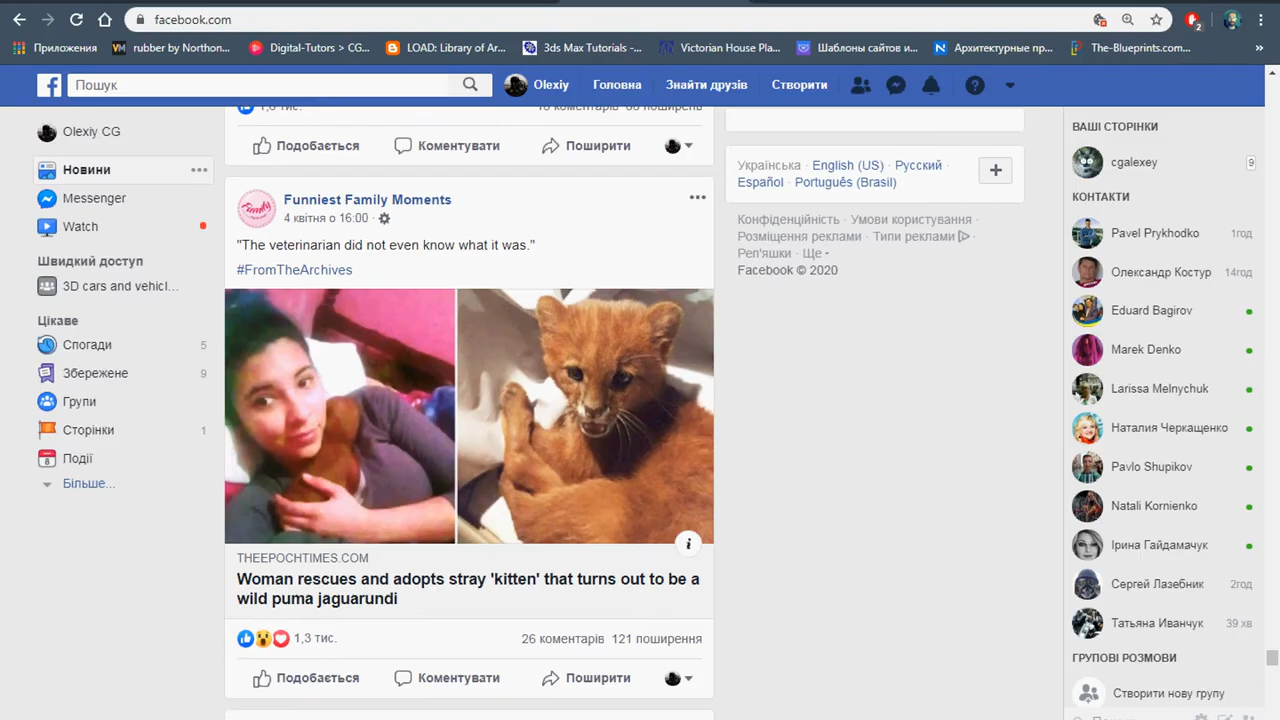 facebook.com
2
Приложения
rubber by Northon...
Digital-Tutors > CG...
LOAD: Library of Ar...
3ds Max Tutorials -...
Victorian House Pla...
Шаблоны сайтов и...
Архитектурные пр...
The-Blueprints.com...
Пошук
Olexiy
Головна
Знайти друзів
Створити
Olexiy CG
Новини
Messenger
Watch
Швидкий доступ
3D cars and vehicl...
Цікаве
Спогади 5
Збережене 9
Групи
Сторінки 1
Події
Більше...
Подобається
Коментувати
Поширити
Funniest Family Moments
4 квітня о 16:00
"The veterinarian did not even know what it was."
#FromTheArchives
THEEPOCHTIMES.COM
Woman rescues and adopts stray 'kitten' that turns out to be a
wild puma jaguarundi
1,3 тис.
26 коментарів 121 поширення
Подобається
Коментувати
Поширити
Українська · English (US) · Русский ·
Español · Português (Brasil)
Конфіденційність · Умови користування ·
Розміщення реклами · Типи реклами ·
Реп'яшки · Ще
Facebook © 2020
ВАШІ СТОРІНКИ
cgalexey 9
КОНТАКТИ
Pavel Prykhodko 1год
Олександр Костур 14год
Eduard Bagirov
Marek Denko
Larissa Melnychuk
Наталия Черкащенко
Pavlo Shupikov
Natali Kornienko
Ірина Гайдамачук
Сергей Лазебник 2год
Татьяна Иванчук 39 хв
ГРУПОВІ РОЗМОВИ
Створити нову групу